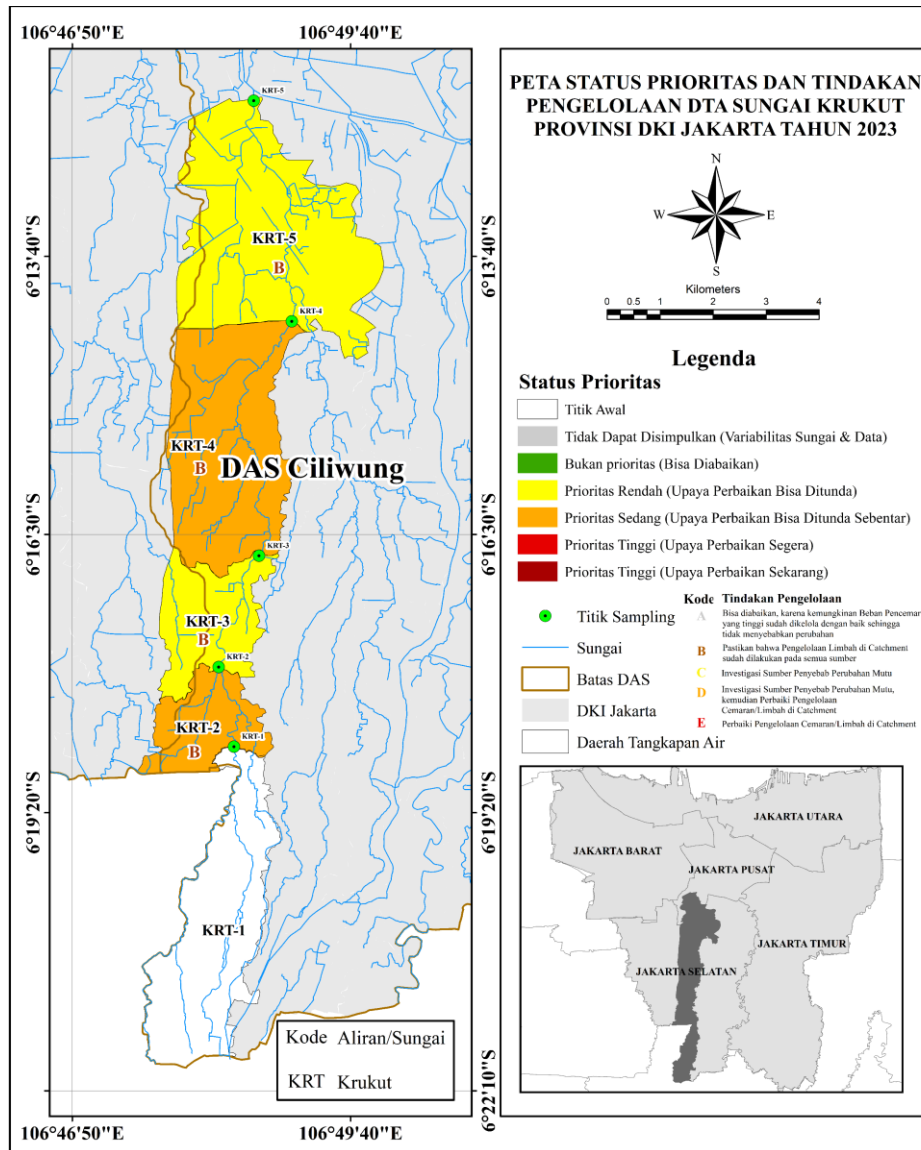 106°46'50"E
106°49'40"E
6°13'40"S
6°16'30"S
6°19'20"S
6°13'40"S
6°16'30"S
6°19'20"S
6°22'10"S
106°46'50"E
106°49'40"E
KRT-5
KRT-5
B
KRT-4
KRT-4
B
DAS Ciliwung
KRT-3
KRT-3
B
KRT-2
KRT-2
B
KRT-1
KRT-1
Kode Aliran/Sungai
KRT Krukut
PETA STATUS PRIORITAS DAN TINDAKAN
PENGELOLAAN DTA SUNGAI KRUKUT
PROVINSI DKI JAKARTA TAHUN 2023
N
W
E
S
Kilometers
0 0.5 1 2 3 4
Legenda
Status Prioritas
Titik Awal
Tidak Dapat Disimpulkan (Variabilitas Sungai & Data)
Bukan prioritas (Bisa Diabaikan)
Prioritas Rendah (Upaya Perbaikan Bisa Ditunda)
Prioritas Sedang (Upaya Perbaikan Bisa Ditunda Sebentar)
Prioritas Tinggi (Upaya Perbaikan Segera)
Prioritas Tinggi (Upaya Perbaikan Sekarang)
Titik Sampling
Sungai
Batas DAS
DKI Jakarta
Daerah Tangkapan Air
Kode Tindakan Pengelolaan
A Bisa diabaikan, karena kemungkinan Beban Pencemar
yang tinggi sudah dikelola dengan baik sehingga
tidak menyebabkan perubahan
B Pastikan bahwa Pengelolaan Limbah di Catchment
sudah dilakukan pada semua sumber
C Investigasi Sumber Penyebab Perubahan Mutu
D Investigasi Sumber Penyebab Perubahan Mutu,
kemudian Perbaiki Pengelolaan
Cemaran/Limbah di Catchment
E Perbaiki Pengelolaan Cemaran/Limbah di Catchment
JAKARTA UTARA
JAKARTA BARAT
JAKARTA PUSAT
JAKARTA TIMUR
JAKARTA SELATAN